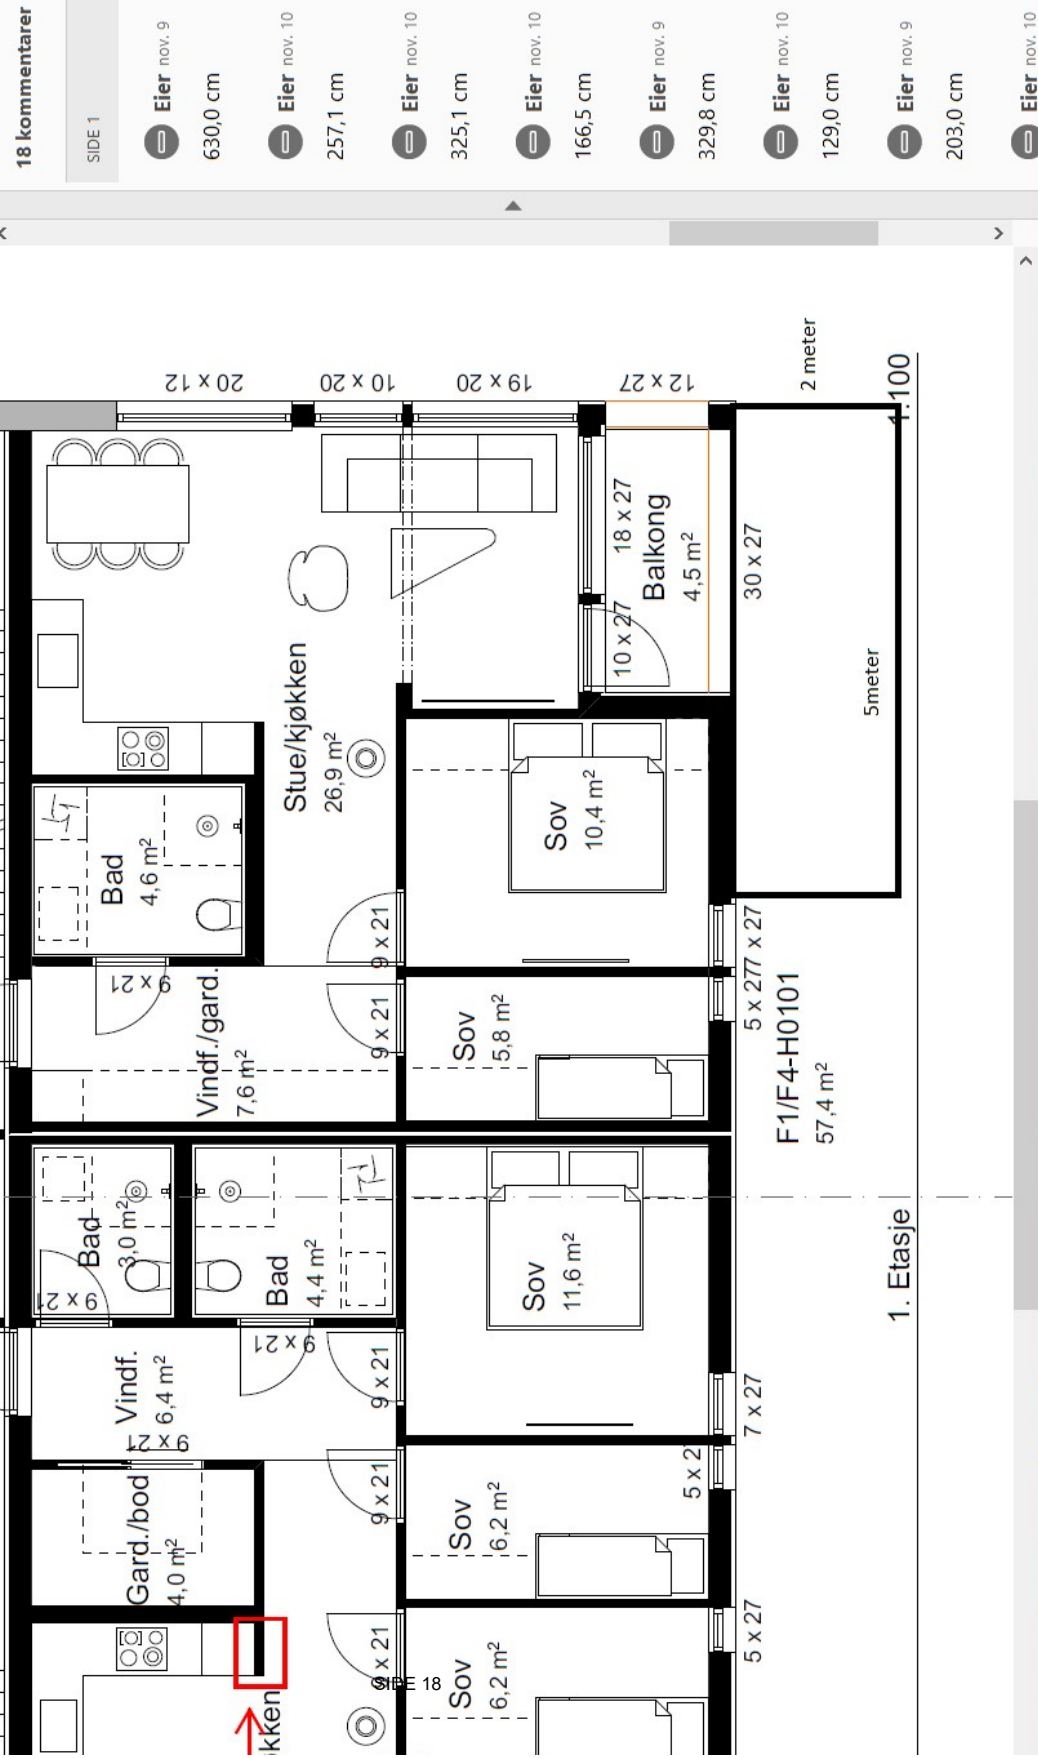 18 kommentarer
SIDE 1
Eier nov. 9
630,0 cm
Eier nov. 10
257,1 cm
Eier nov. 10
325,1 cm
Eier nov. 10
166,5 cm
Eier nov. 9
329,8 cm
Eier nov. 10
129,0 cm
Eier nov. 9
203,0 cm
Eier nov. 10
20 x 12
10 x 20
19 x 20
12 x 27
2 meter
1:100
18 x 27
Balkong
4,5 m²
10 x 27
30 x 27
5meter
Stue/kjøkken
26,9 m²
Sov
10,4 m²
Bad
4,6 m²
9 x 21
9 x 21
9 x 21
7 x 27
5 x 27
Vindf./gard.
7,6 m²
Sov
5,8 m²
F1/F4-H0101
57,4 m²
Bad
3,0 m²
9 x 21
Bad
4,4 m²
9 x 21
Sov
11,6 m²
1. Etasje
Vindf.
6,4 m²
9 x 21
9 x 21
7 x 27
9 x 21
5 x 2
Gard./bod
4,0 m²
Sov
6,2 m²
9 x 21
5 x 27
Sov
6,2 m²
SIDE 18
økken